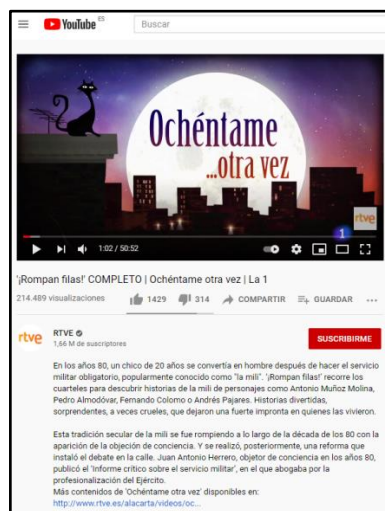 YouTube ES
Buscar
Ochéntame
...otra vez
rtve
1
1:02 / 50:52
'¡Rompan filas!' COMPLETO | Ochéntame otra vez | La 1
214.489 visualizaciones 1429 314 COMPARTIR GUARDAR ...
rtve RTVE
1,66 M de suscriptores
SUSCRIBIRME
En los años 80, un chico de 20 años se convertía en hombre después de hacer el servicio
militar obligatorio, popularmente conocido como "la mili". '¡Rompan filas!' recorre los
cuarteles para descubrir historias de la mili de personajes como Antonio Muñoz Molina,
Pedro Almodóvar, Fernando Colomo o Andrés Pajares. Historias divertidas,
sorprendentes, a veces crueles, que dejaron una fuerte impronta en quienes las vivieron.
Esta tradición secular de la mili se fue rompiendo a lo largo de la década de los 80 con la
aparición de la objeción de conciencia. Y se realizó, posteriormente, una reforma que
instaló el debate en la calle. Juan Antonio Herrero, objetor de conciencia en los años 80,
publicó el 'Informe crítico sobre el servicio militar', en el que abogaba por la
profesionalización del Ejército.
Más contenidos de 'Ochéntame otra vez' disponibles en:
http://www.rtve.es/alacarta/videos/oc...